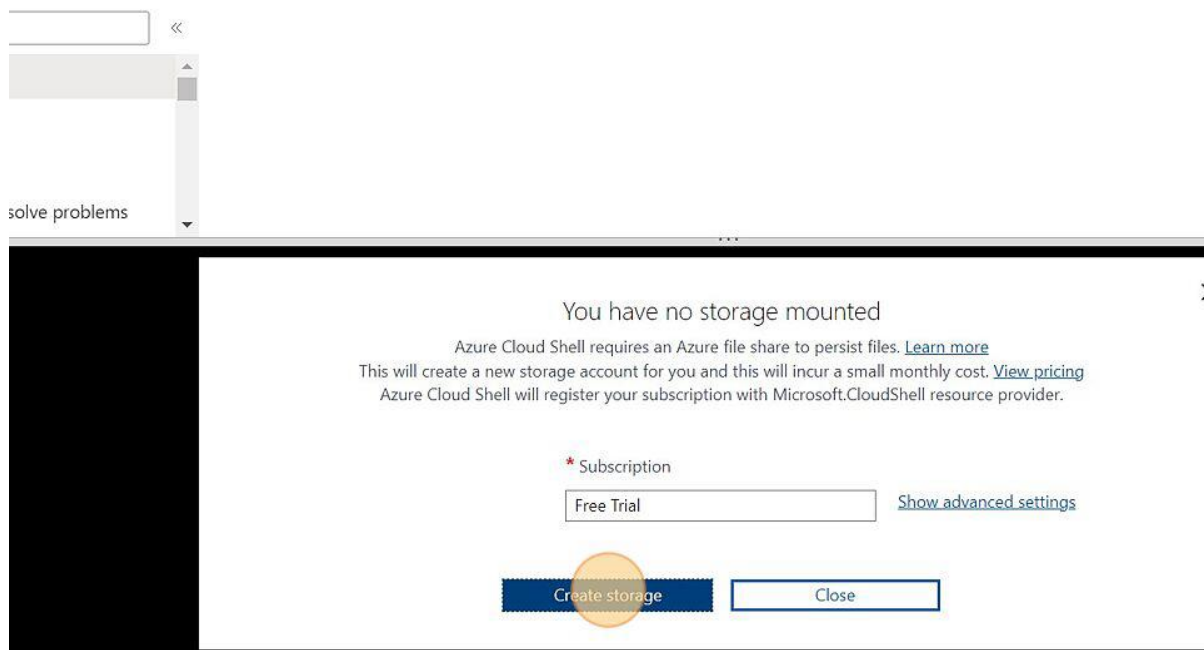 solve problems
You have no storage mounted
Azure Cloud Shell requires an Azure file share to persist files. Learn more
This will create a new storage account for you and this will incur a small monthly cost. View pricing
Azure Cloud Shell will register your subscription with Microsoft.CloudShell resource provider.
* Subscription
Free Trial
Show advanced settings
Create storage
Close